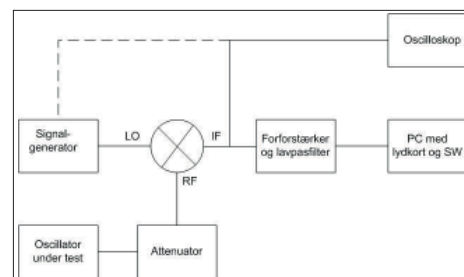 Oscilloskop
Signal-
generator
LO
IF
RF
Forforstærker
og lavpasfilter
PC med
lydkort og SW
Oscillator
under test
Attenuator